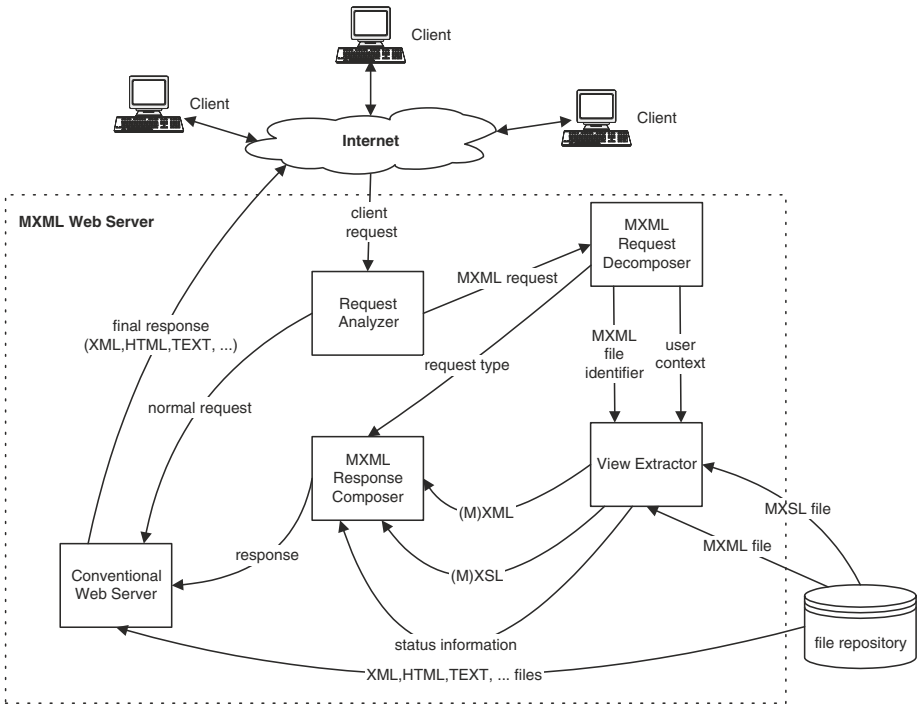 Client
Client
Client
Internet
MXML Web Server
client
request
MXML
Request
Decomposer
MXML request
Request
Analyzer
final response
(XML,HTML,TEXT, ...)
MXML
file
identifier
user
context
request type
normal request
MXML
Response
Composer
View Extractor
(M)XML
MXSL file
MXML file
response
(M)XSL
Conventional
Web Server
status information
file repository
XML,HTML,TEXT, ... files